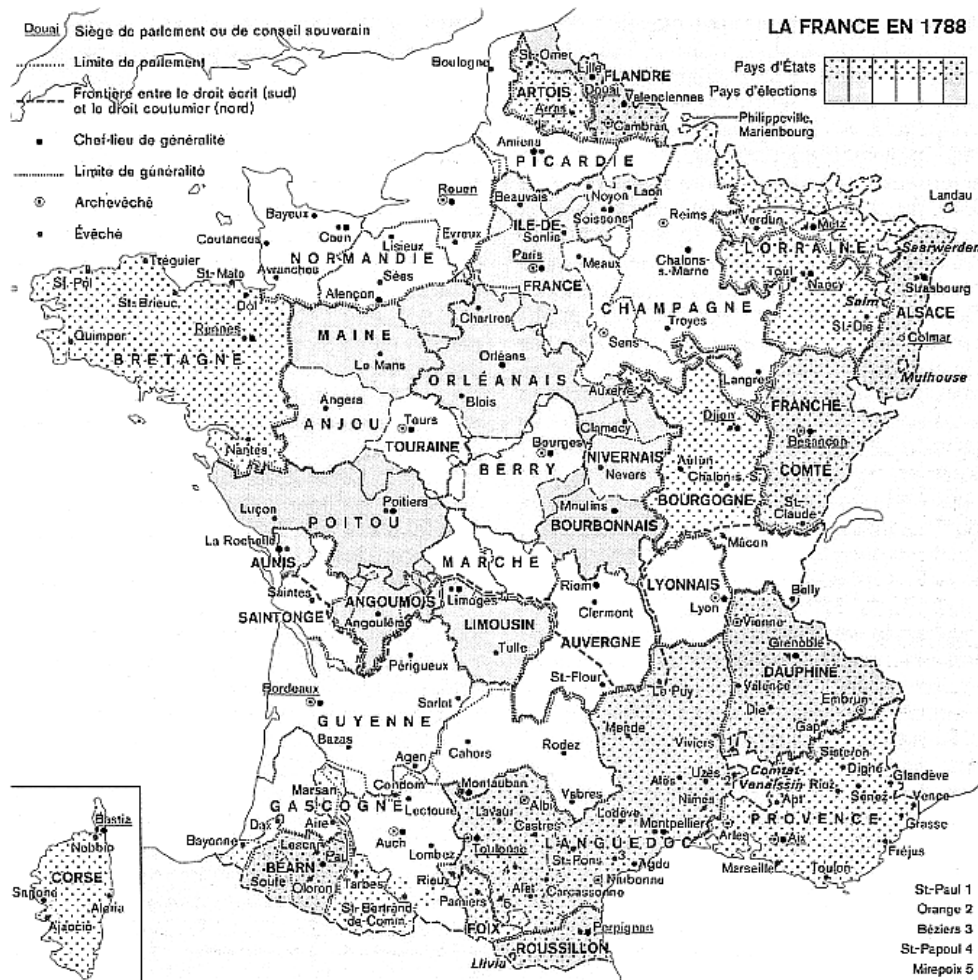 LA FRANCE EN 1788
Douai Siège de parlement ou de conseil souverain
Limite de parlement
Frontière entre le droit écrit (sud)
et le droit coutumier (nord)
Chef-lieu de généralité
Limite de généralité
Archevêché
Évêché
Pays d'États
Pays d'élections
Boulogne
St-Omer
Lille
FLANDRE
ARTOIS
Douai
Valenciennes
Arras
Cambrai
Philippeville,
Marienbourg
Amiens
PICARDIE
Rouen
Beauvais
Noyon
Laon
Soissons
Reims
Verdun
Metz
Landau
Bayeux
Caen
Lisieux
Evreux
ILE-DE-
Senlis
Coutances
NORMANDIE
Paris
Meaux
Chalons-
s.-Marne
LORRAINE
Saarwerden
Tréguier
St-Malo
Avranches
Sées
FRANCE
Toul
Nancy
Strasbourg
St-Pol
St-Brieuc
Dol
Alençon
Chartres
CHAMPAGNE
Salm
ALSACE
Quimper
Rennes
MAINE
Troyes
St-Dié
Colmar
BRETAGNE
Le Mans
Orléans
Sens
Mulhouse
ORLÉANAIS
Langres
Angers
Blois
Auxerre
FRANCHE
ANJOU
Tours
Clamecy
Dijon
Besançon
Nantes
TOURAINE
Bourges
NIVERNAIS
Autun
COMTÉ
BERRY
Nevers
Chalon-s.-S.
Luçon
Poitiers
Moulins
BOURGOGNE
St-
Claude
POITOU
BOURBONNAIS
La Rochelle
Mâcon
AUNIS
MARCHE
Saintes
Riom
LYONNAIS
Belly
ANGOUMOIS
Limoges
Clermont
Lyon
SAINTONGE
Angoulême
LIMOUSIN
Vienne
AUVERGNE
Grenoble
Périgueux
Tulle
DAUPHINÉ
St-Flour
Le Puy
Valence
Bordeaux
Sarlat
Die
Embrun
GUYENNE
Mende
Gap
Bazas
Cahors
Rodez
Viviers
1
Sisteron
Agen
Comtat-
Venaissin
Digne
Glandève
Condom
Montauban
Alès
Uzès
2
Riez
Marsan
Albi
Vabres
Apt
Senez
Vence
GASCOGNE
Lectoure
Lavaur
Lodève
Nîmes
PROVENCE
Grasse
Dax
Aire
Castres
Montpellier
Arles
Aix
Bayonne
Lescar
Auch
Toulouse
LANGUEDOC
Fréjus
Pau
Lombez
St-Pons
3
Agde
Marseille
BÉARN
Rieux
4
Narbonne
Toulon
Soule
Oloron
Tarbes
Alet
Carcassonne
St-Bertrand-
de-Comin.
Pamiers
5
FOIX
Perpignan
Llivia
ROUSSILLON
Bastia
Nebbio
CORSE
Sagone
Aleria
Ajaccio
St-Paul 1
Orange 2
Béziers 3
St-Papoul 4
Mirepoix 5